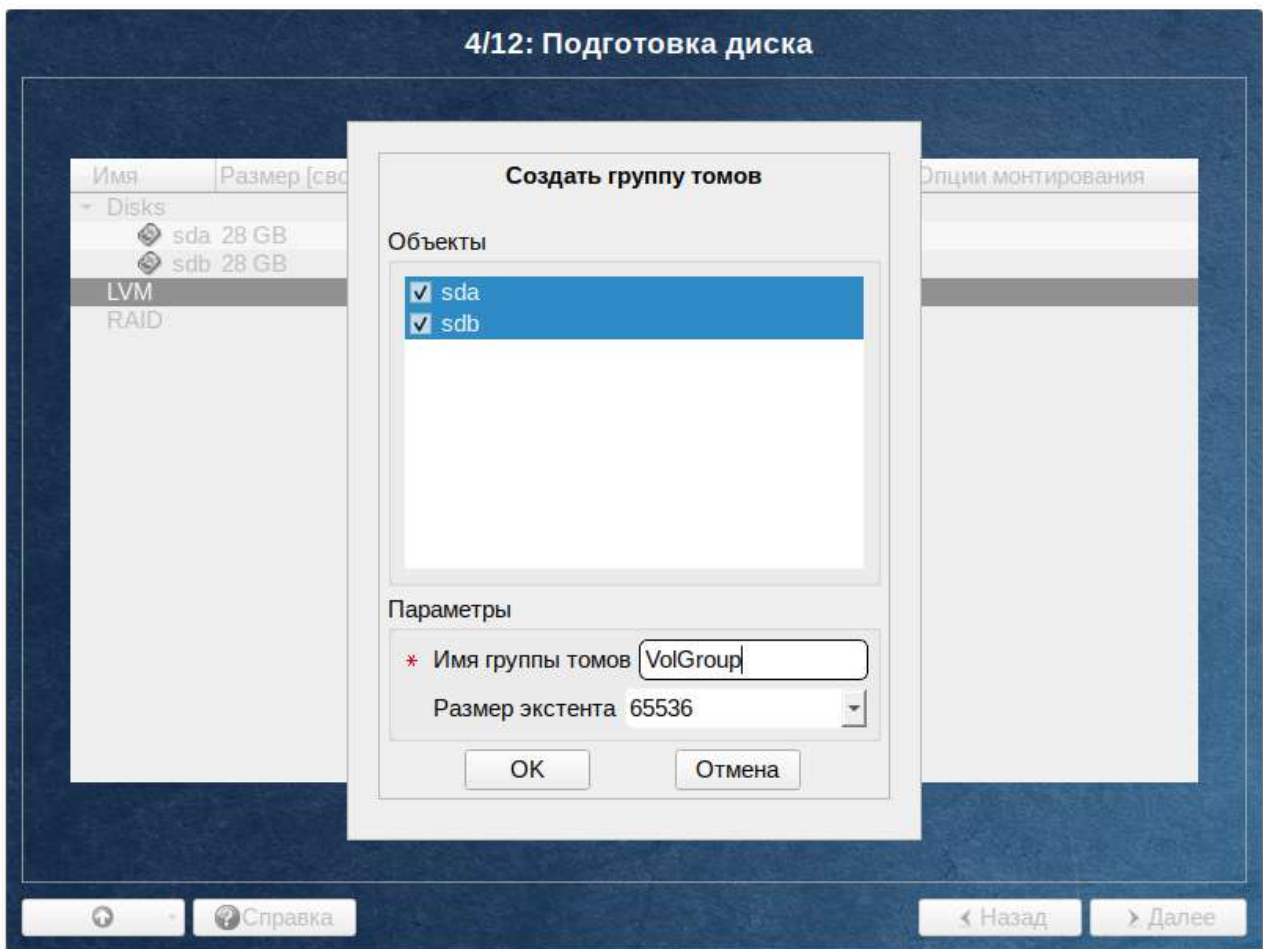 4/12: Подготовка диска
Имя Размер [сво Опции монтирования
Disks
sda 28 GB
sdb 28 GB
LVM
RAID
Создать группу томов
Объекты
sda
sdb
Параметры
* Имя группы томов VolGroup
Размер экстента 65536
OK Отмена
Справка Назад Далее